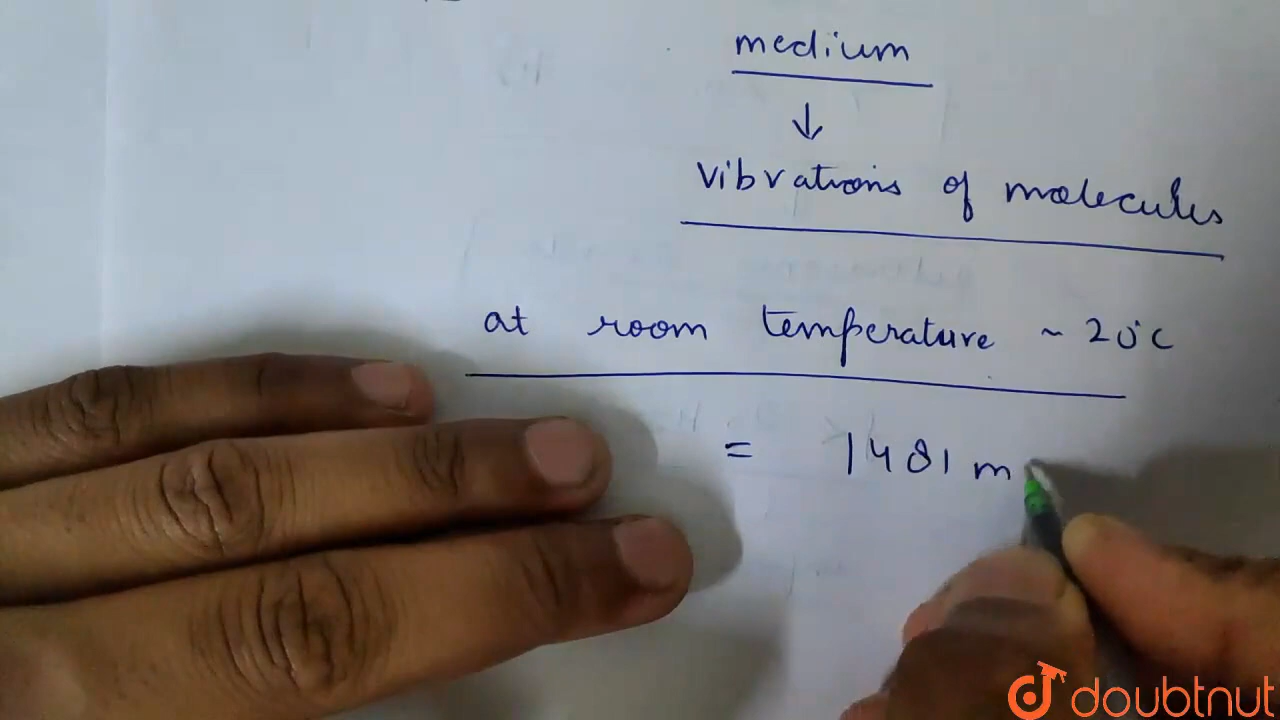 medium
↓
vibrations of molecules
at room temperature ~ 20°C
= 1481 m
doubtnut